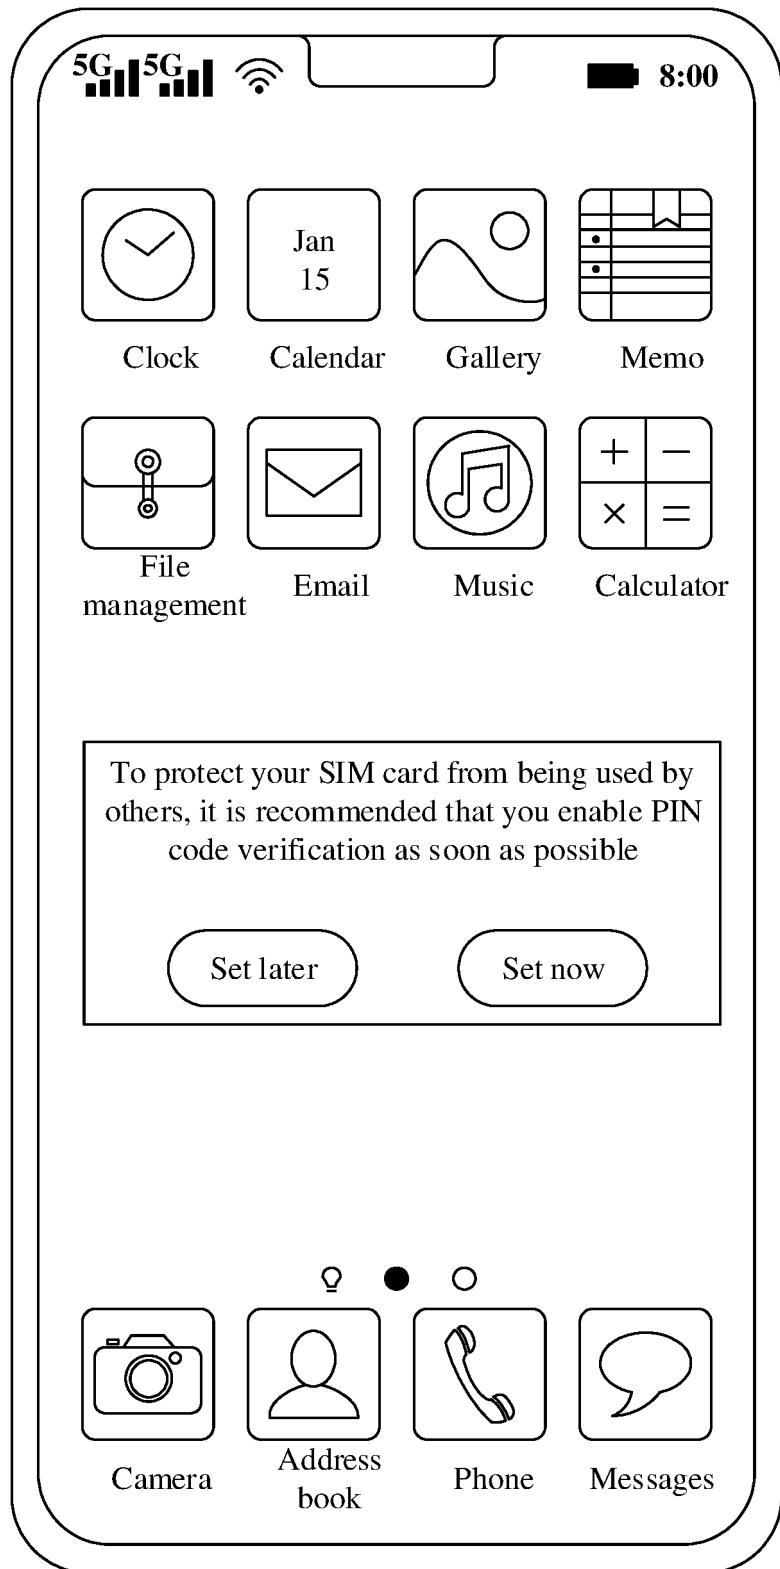 5G 5G 8:00
Jan
15
Clock Calendar Gallery Memo
+ −
× =
File
management Email Music Calculator
To protect your SIM card from being used by
others, it is recommended that you enable PIN
code verification as soon as possible
Set later Set now
Camera Address
book Phone Messages